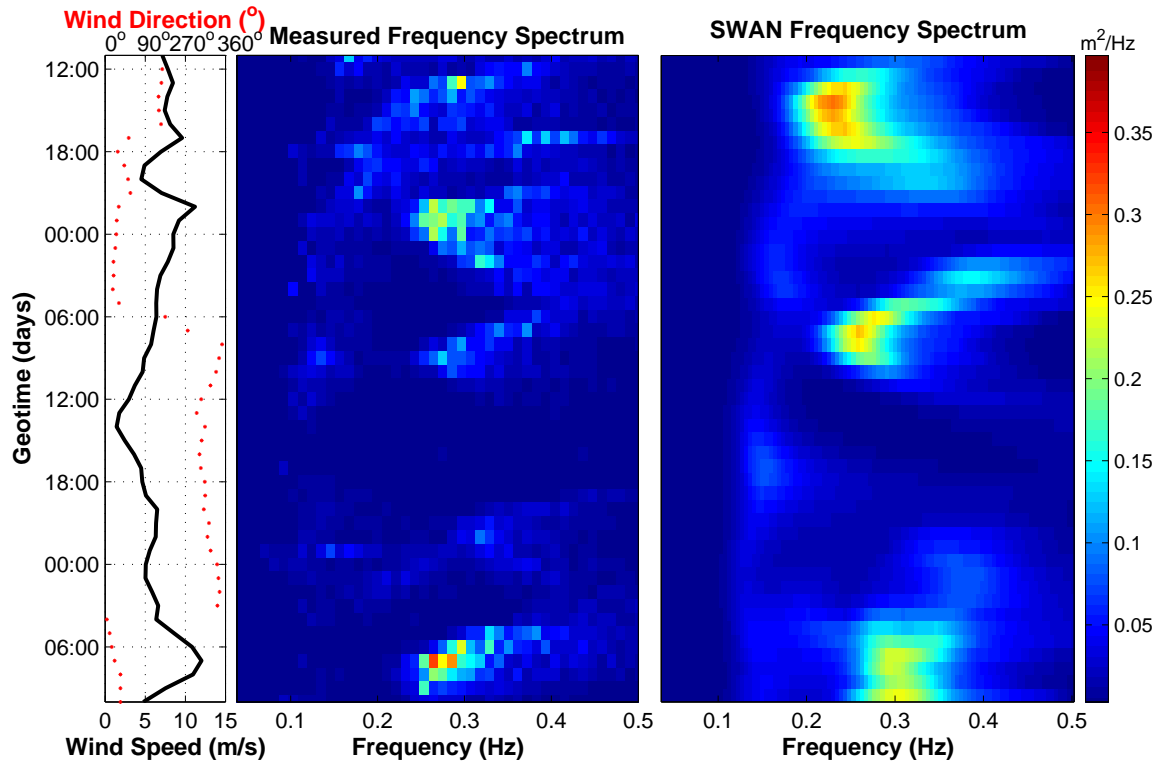 Wind Direction (°)
0° 90° 270° 360°
Measured Frequency Spectrum
SWAN Frequency Spectrum
m²/Hz
12:00
18:00
00:00
06:00
12:00
18:00
00:00
06:00
Geotime (days)
0 5 10 15
Wind Speed (m/s)
0.1 0.2 0.3 0.4 0.5
Frequency (Hz)
0.1 0.2 0.3 0.4 0.5
Frequency (Hz)
0.35
0.3
0.25
0.2
0.15
0.1
0.05